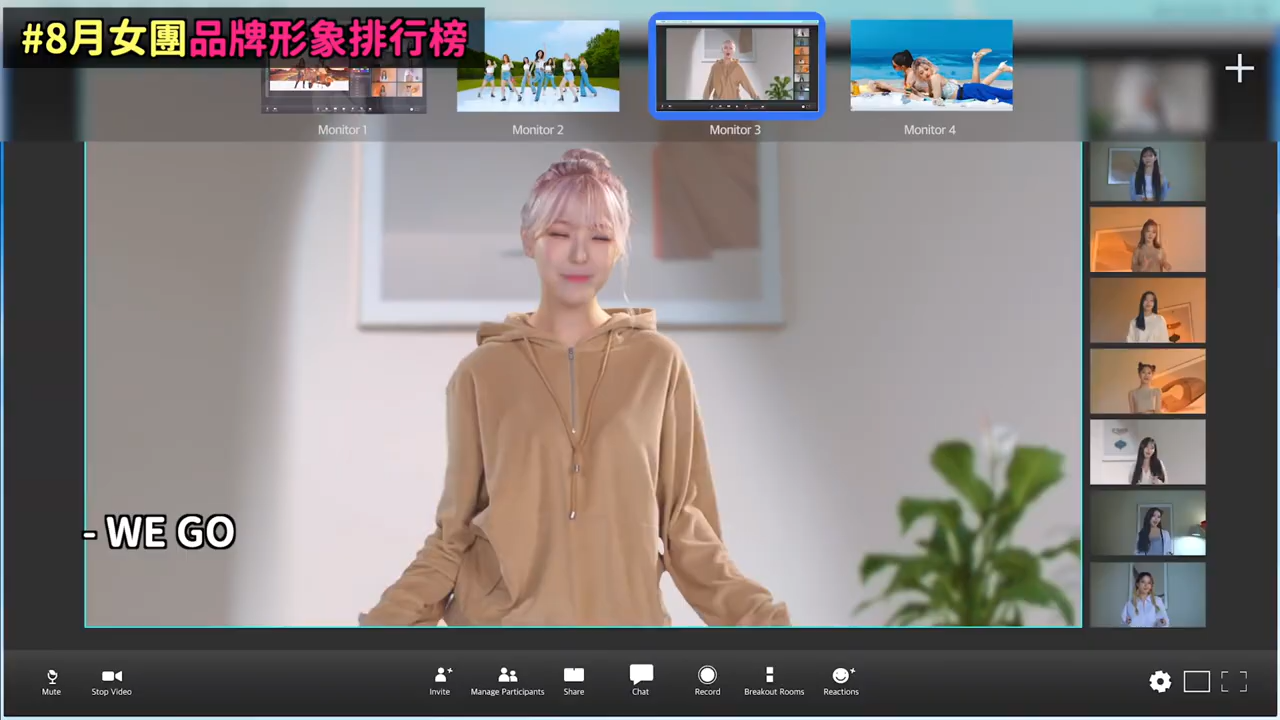 #8月女團品牌形象排行榜
Monitor 1
Monitor 2
Monitor 3
Monitor 4
- WE GO
Mute
Stop Video
Invite
Manage Participants
Share
Chat
Record
Breakout Rooms
Reactions